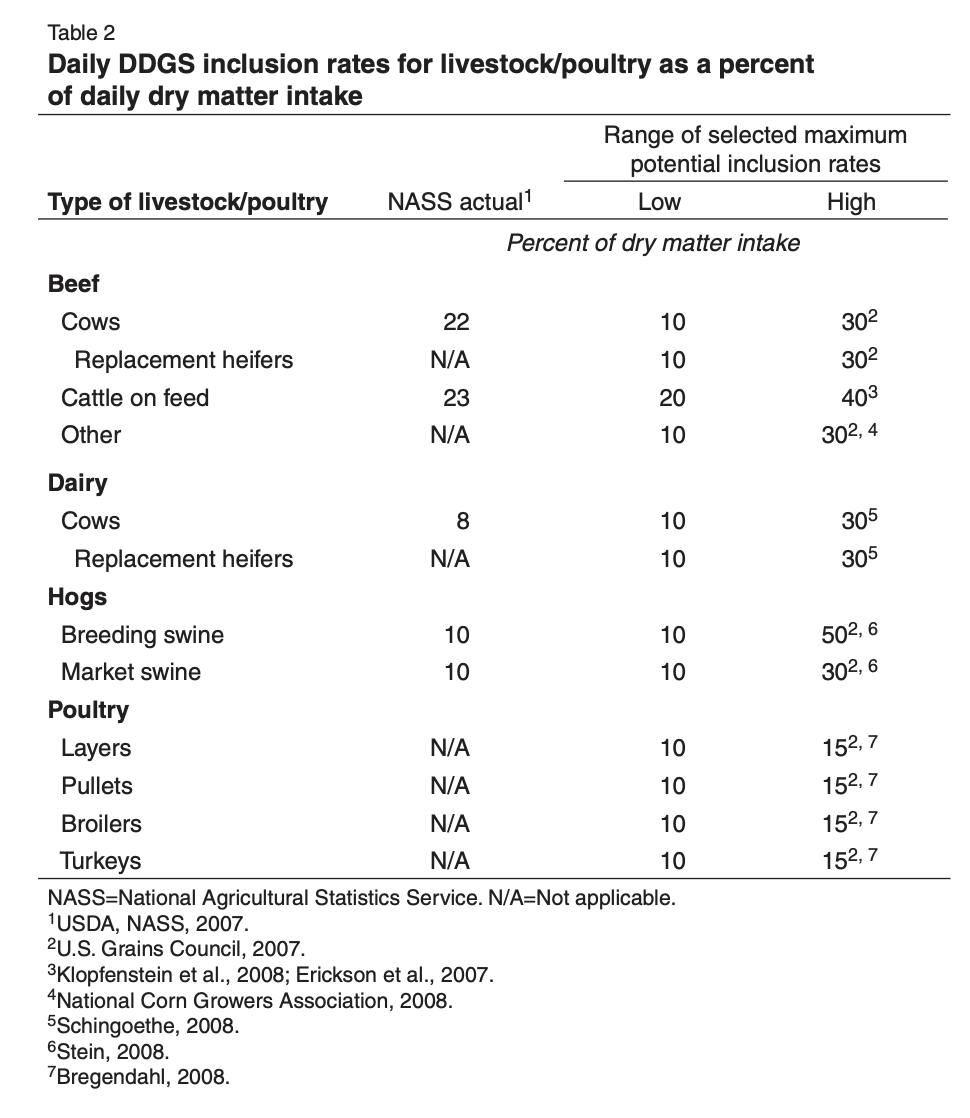 Table 2
Daily DDGS inclusion rates for livestock/poultry as a percent
of daily dry matter intake
Range of selected maximum
potential inclusion rates
Type of livestock/poultry NASS actual¹ Low High
Percent of dry matter intake
Beef
Cows 22 10 30²
Replacement heifers N/A 10 30²
Cattle on feed 23 20 40³
Other N/A 10 30², ⁴
Dairy
Cows 8 10 30⁵
Replacement heifers N/A 10 30⁵
Hogs
Breeding swine 10 10 50², ⁶
Market swine 10 10 30², ⁶
Poultry
Layers N/A 10 15², ⁷
Pullets N/A 10 15², ⁷
Broilers N/A 10 15², ⁷
Turkeys N/A 10 15², ⁷
NASS=National Agricultural Statistics Service. N/A=Not applicable.
¹USDA, NASS, 2007.
²U.S. Grains Council, 2007.
³Klopfenstein et al., 2008; Erickson et al., 2007.
⁴National Corn Growers Association, 2008.
⁵Schingoethe, 2008.
⁶Stein, 2008.
⁷Bregendahl, 2008.